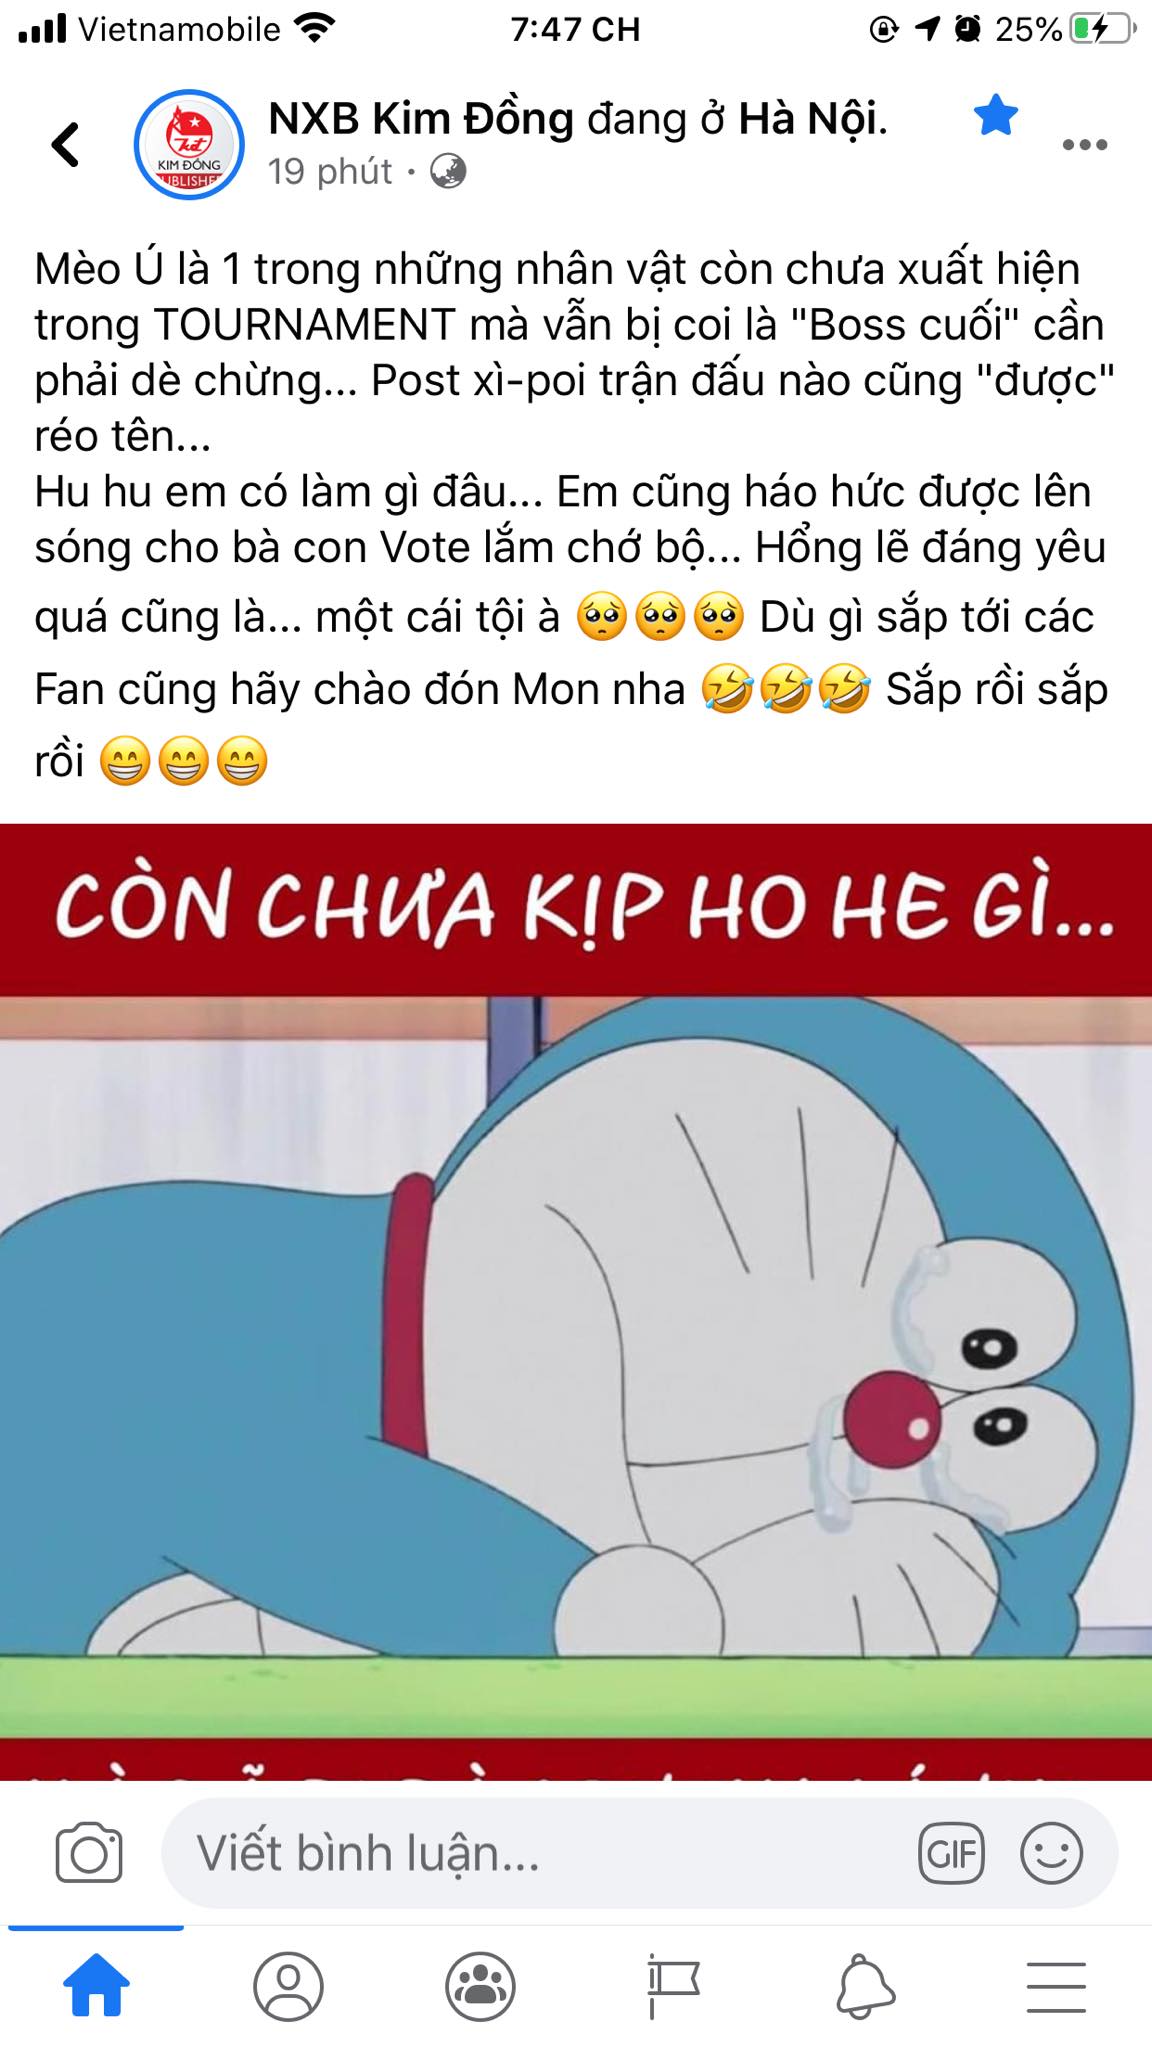 Vietnamobile 7:47 CH 25%
NXB Kim Đồng đang ở Hà Nội.
KIM ĐỒNG
19 phút ·
Mèo Ú là 1 trong những nhân vật còn chưa xuất hiện
trong TOURNAMENT mà vẫn bị coi là "Boss cuối" cần
phải dè chừng... Post xì-poi trận đấu nào cũng "được"
réo tên...
Hu hu em có làm gì đâu... Em cũng háo hức được lên
sóng cho bà con Vote lắm chớ bộ... Hổng lẽ đáng yêu
quá cũng là... một cái tội à 🥺🥺🥺 Dù gì sắp tới các
Fan cũng hãy chào đón Mon nha 🤣🤣🤣 Sắp rồi sắp
rồi 😁😁😁
CÒN CHƯA KỊP HO HE GÌ...
Viết bình luận...
GIF